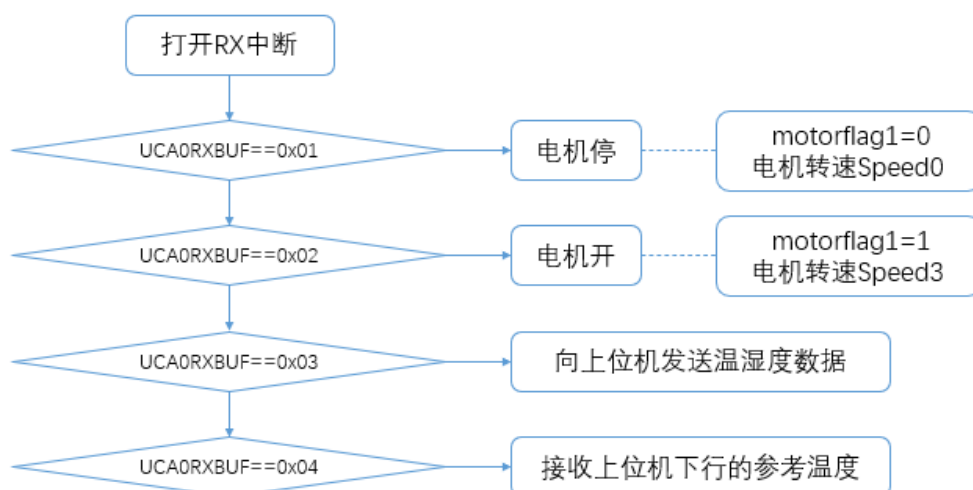 打开RX中断
UCA0RXBUF==0x01
电机停
motorflag1=0
电机转速Speed0
UCA0RXBUF==0x02
电机开
motorflag1=1
电机转速Speed3
UCA0RXBUF==0x03
向上位机发送温湿度数据
UCA0RXBUF==0x04
接收上位机下行的参考温度